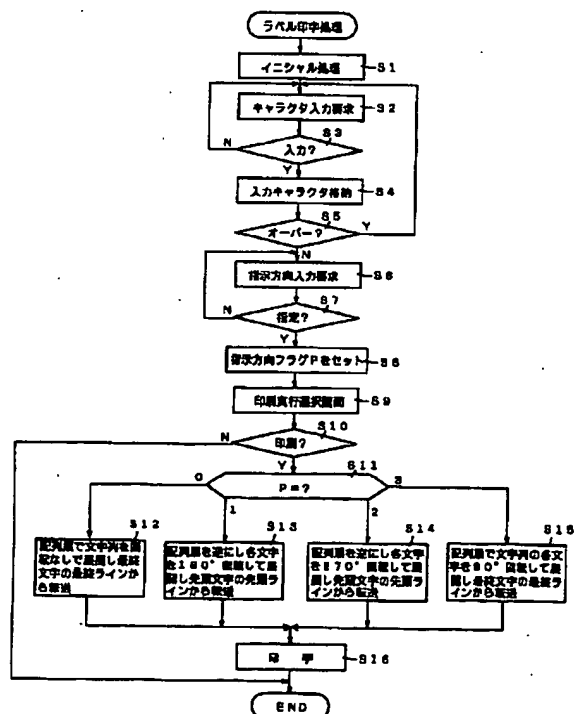 ラベル印字処理
イニシャル処理
S1
キャラクタ入力要求
S2
S3
入力?
N
Y
入力キャラクタ格納
S4
S5
オーバー?
Y
N
指示方向入力要求
S6
S7
指定?
N
Y
指示方向フラグPをセット
S8
印刷実行選択画面
S9
S10
印刷?
N
Y
S11
P=?
0
1
2
3
S12
配列順で文字列を回
転なしで展開し最終
文字の最終ラインか
ら転送
S13
配列順を逆にし各文字
を180°回転して展
開し先頭文字の先頭ラ
インから転送
S14
配列順を逆にし各文字
を270°回転して展
開し先頭文字の先頭ラ
インから転送
S15
配列順で文字列の各文
字を90°回転して展
開し最終文字の最終ラ
インから転送
印字
S16
END